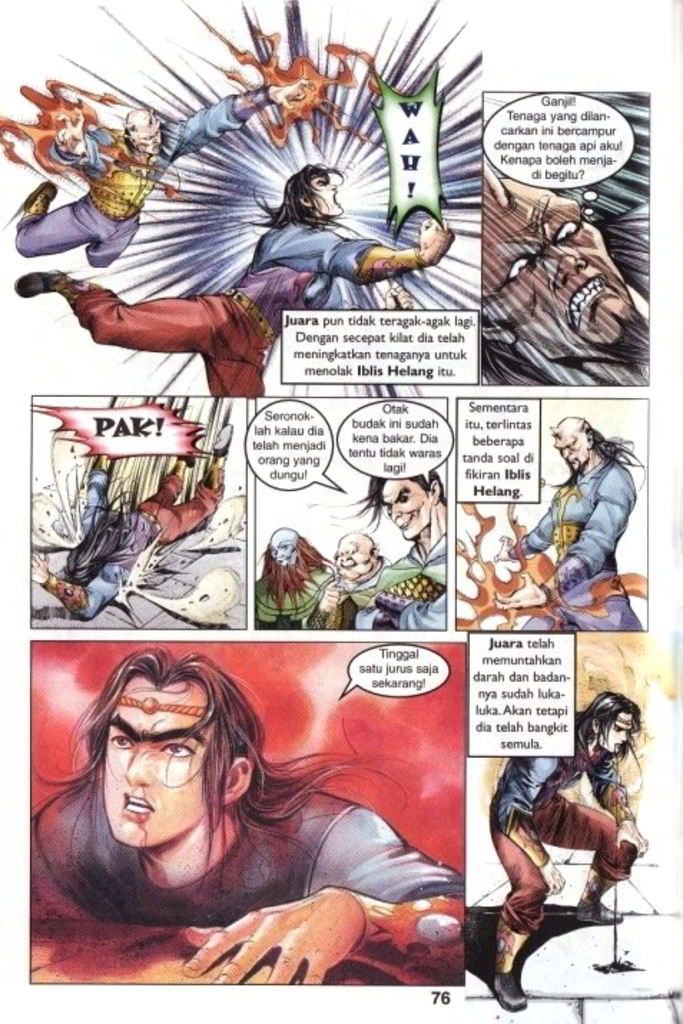 WAH!
Juara pun tidak teragak-agak lagi.
Dengan secepat kilat dia telah
meningkatkan tenaganya untuk
menolak Iblis Helang itu.
Ganjil!
Tenaga yang dilan-
carkan ini bercampur
dengan tenaga api aku!
Kenapa boleh menja-
di begitu?
PAK!
Seronok-
lah kalau dia
telah menjadi
orang yang
dungu!
Otak
budak ini sudah
kena bakar. Dia
tentu tidak waras
lagi!
Sementara
itu, terlintas
beberapa
tanda soal di
fikiran Iblis
Helang.
Tinggal
satu jurus saja
sekarang!
Juara telah
memuntahkan
darah dan badan-
nya sudah luka-
luka. Akan tetapi
dia telah bangkit
semula.
76